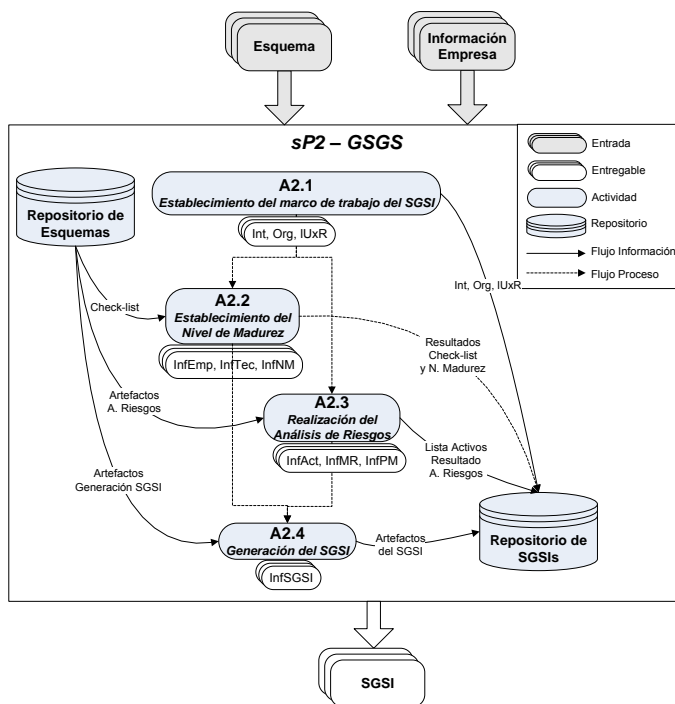 Esquema
Información
Empresa
sP2 – GSGS
Entrada
Entregable
Actividad
Repositorio
Flujo Información
Flujo Proceso
Repositorio de
Esquemas
A2.1
Establecimiento del marco de trabajo del SGSI
Int, Org, IUxR
Int, Org, IUxR
Check-list
A2.2
Establecimiento del
Nivel de Madurez
InfEmp, InfTec, InfNM
Resultados
Check-list
y N. Madurez
Artefactos
A. Riesgos
A2.3
Realización del
Análisis de Riesgos
InfAct, InfMR, InfPM
Lista Activos
Resultado
A. Riesgos
Artefactos
Generación SGSI
A2.4
Generación del SGSI
InfSGSI
Artefactos
del SGSI
Repositorio de
SGSIs
SGSI